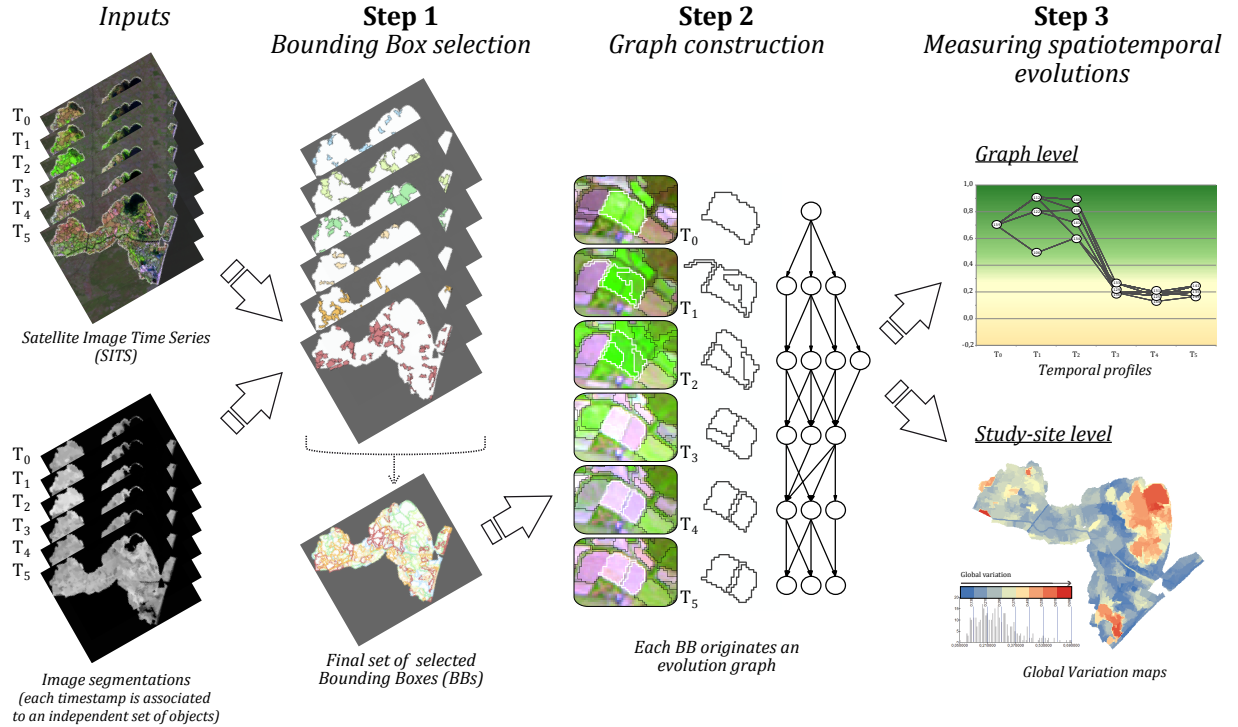 Inputs
T0
T1
T2
T3
T4
T5
Satellite Image Time Series
(SITS)
T0
T1
T2
T3
T4
T5
Image segmentations
(each timestamp is associated
to an independent set of objects)
Step 1
Bounding Box selection
Final set of selected
Bounding Boxes (BBs)
Step 2
Graph construction
T0
T1
T2
T3
T4
T5
Each BB originates an
evolution graph
Step 3
Measuring spatiotemporal
evolutions
Graph level
1,0
0,8
0,6
0,4
0,2
0,0
-0,2
T0 T1 T2 T3 T4 T5
Temporal profiles
Study-site level
Global variation
20
15
10
5
0
Global Variation maps